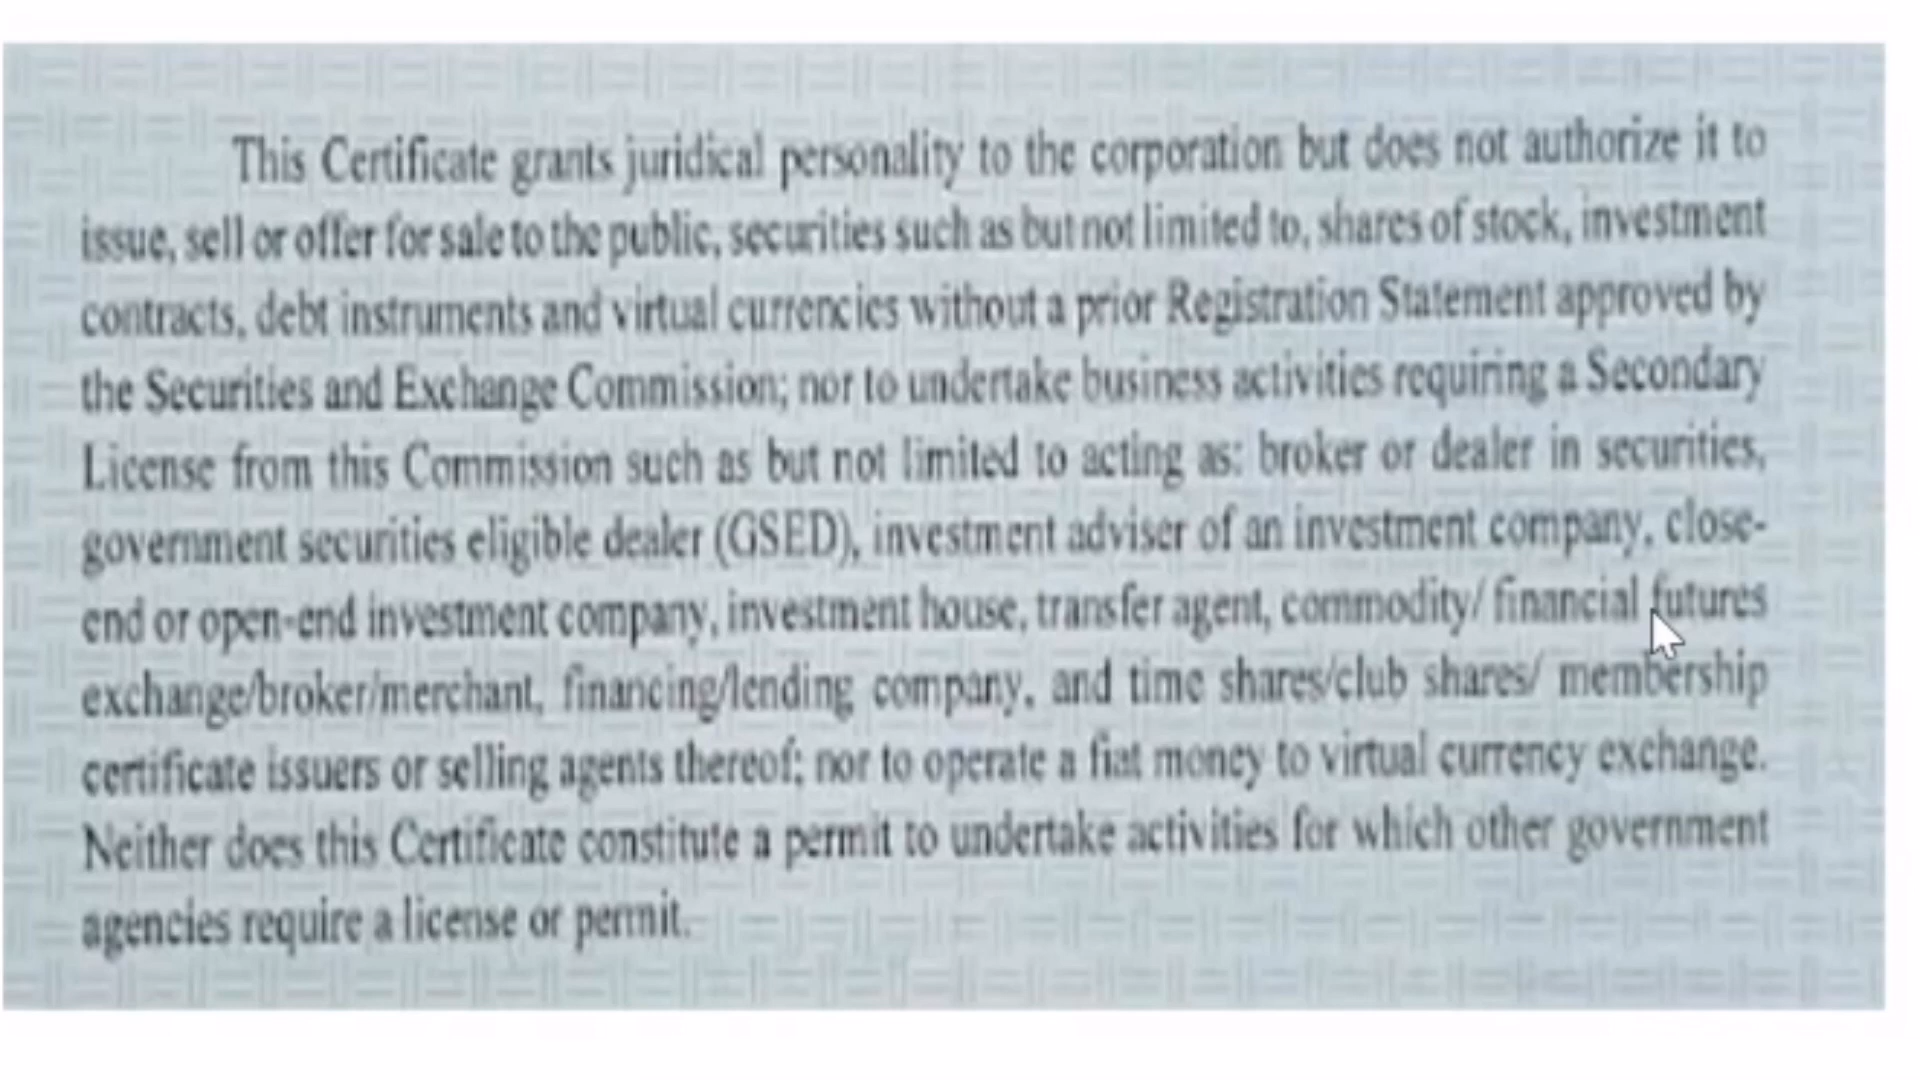 This Certificate grants juridical personality to the corporation but does not authorize it to
issue, sell or offer for sale to the public, securities such as but not limited to, shares of stock, investment
contracts, debt instruments and virtual currencies without a prior Registration Statement approved by
the Securities and Exchange Commission; nor to undertake business activities requiring a Secondary
License from this Commission such as but not limited to acting as: broker or dealer in securities,
government securities eligible dealer (GSED), investment adviser of an investment company, close-
end or open-end investment company, investment house, transfer agent, commodity/ financial futures
exchange/broker/merchant, financing/lending company, and time shares/club shares/ membership
certificate issuers or selling agents thereof; nor to operate a fiat money to virtual currency exchange.
Neither does this Certificate constitute a permit to undertake activities for which other government
agencies require a license or permit.